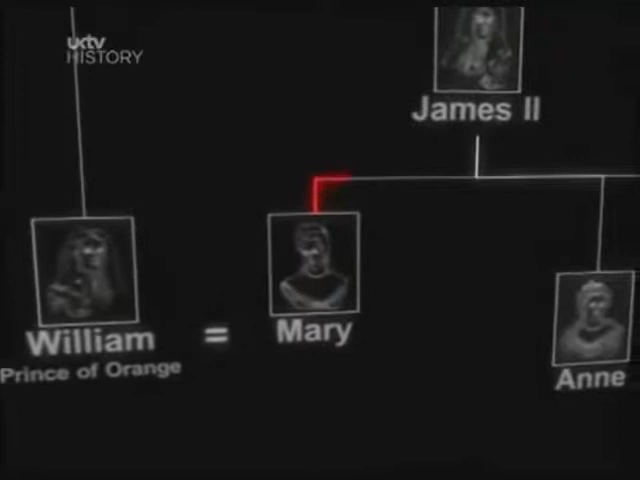 uktv
HISTORY
James II
William
=
Mary
Prince of Orange
Anne